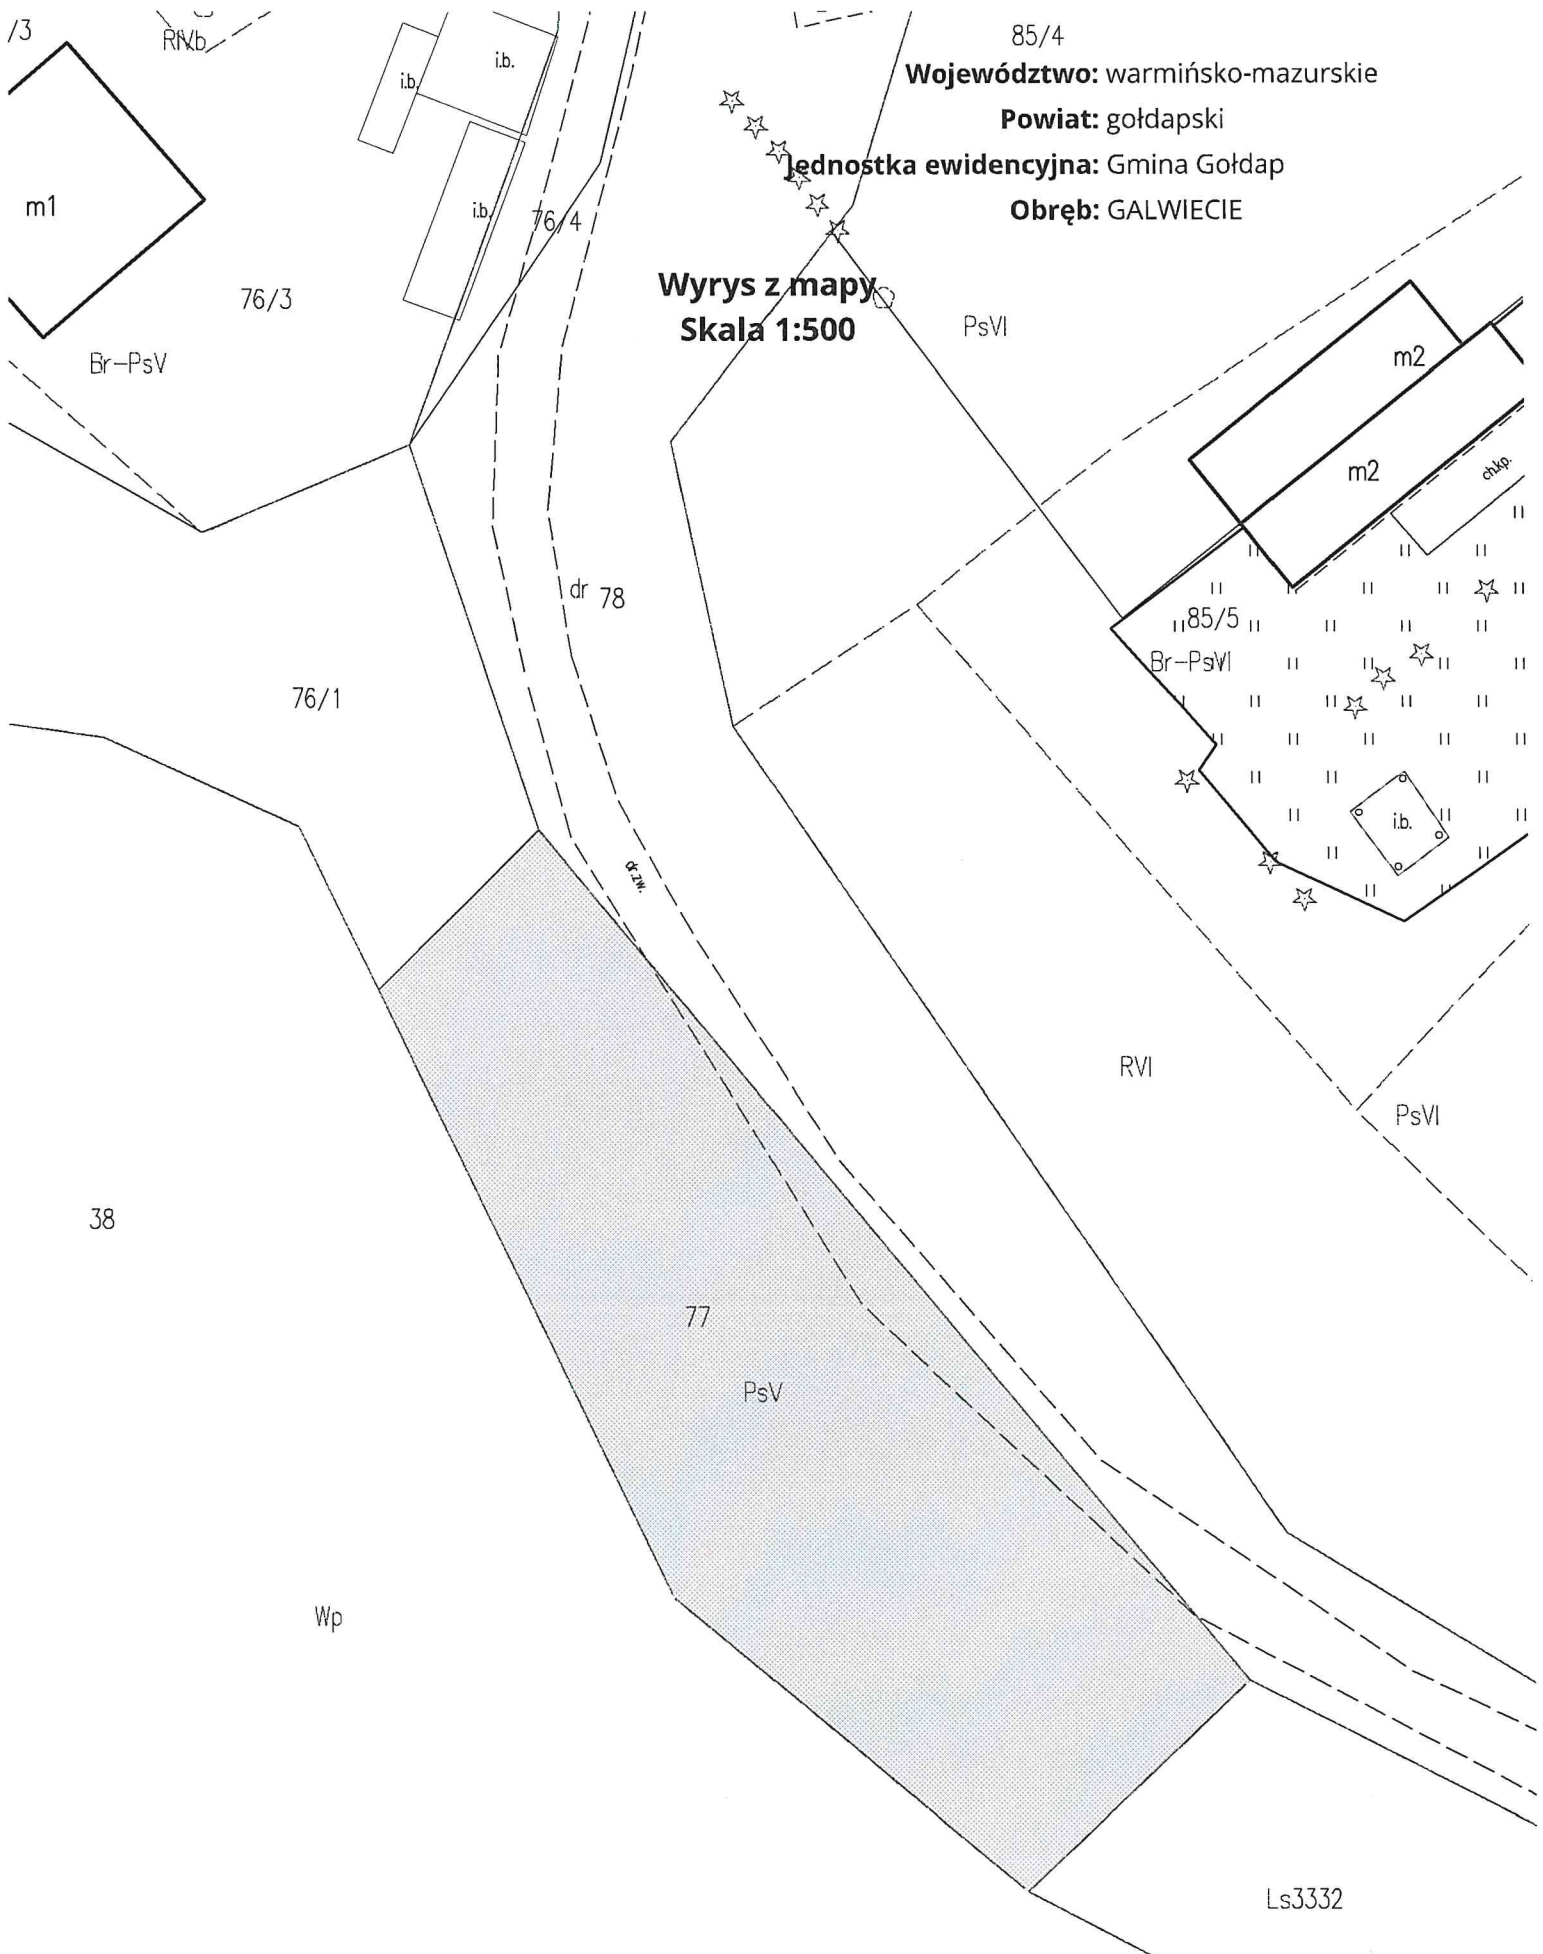 /3
RIVb
85/4
Województwo: warmińsko-mazurskie
i.b.
i.b.
Powiat: gołdapski
Jednostka ewidencyjna: Gmina Gołdap
m1
i.b.
76/4
Obręb: GALWIECIE
Wyrys z mapy
76/3
Skala 1:500
PsVI
Br-PsV
m2
m2
ch.kp.
dr 78
85/5
Br-PsVI
76/1
i.b.
dr.zw.
RVI
PsVI
38
77
PsV
Wp
Ls3332